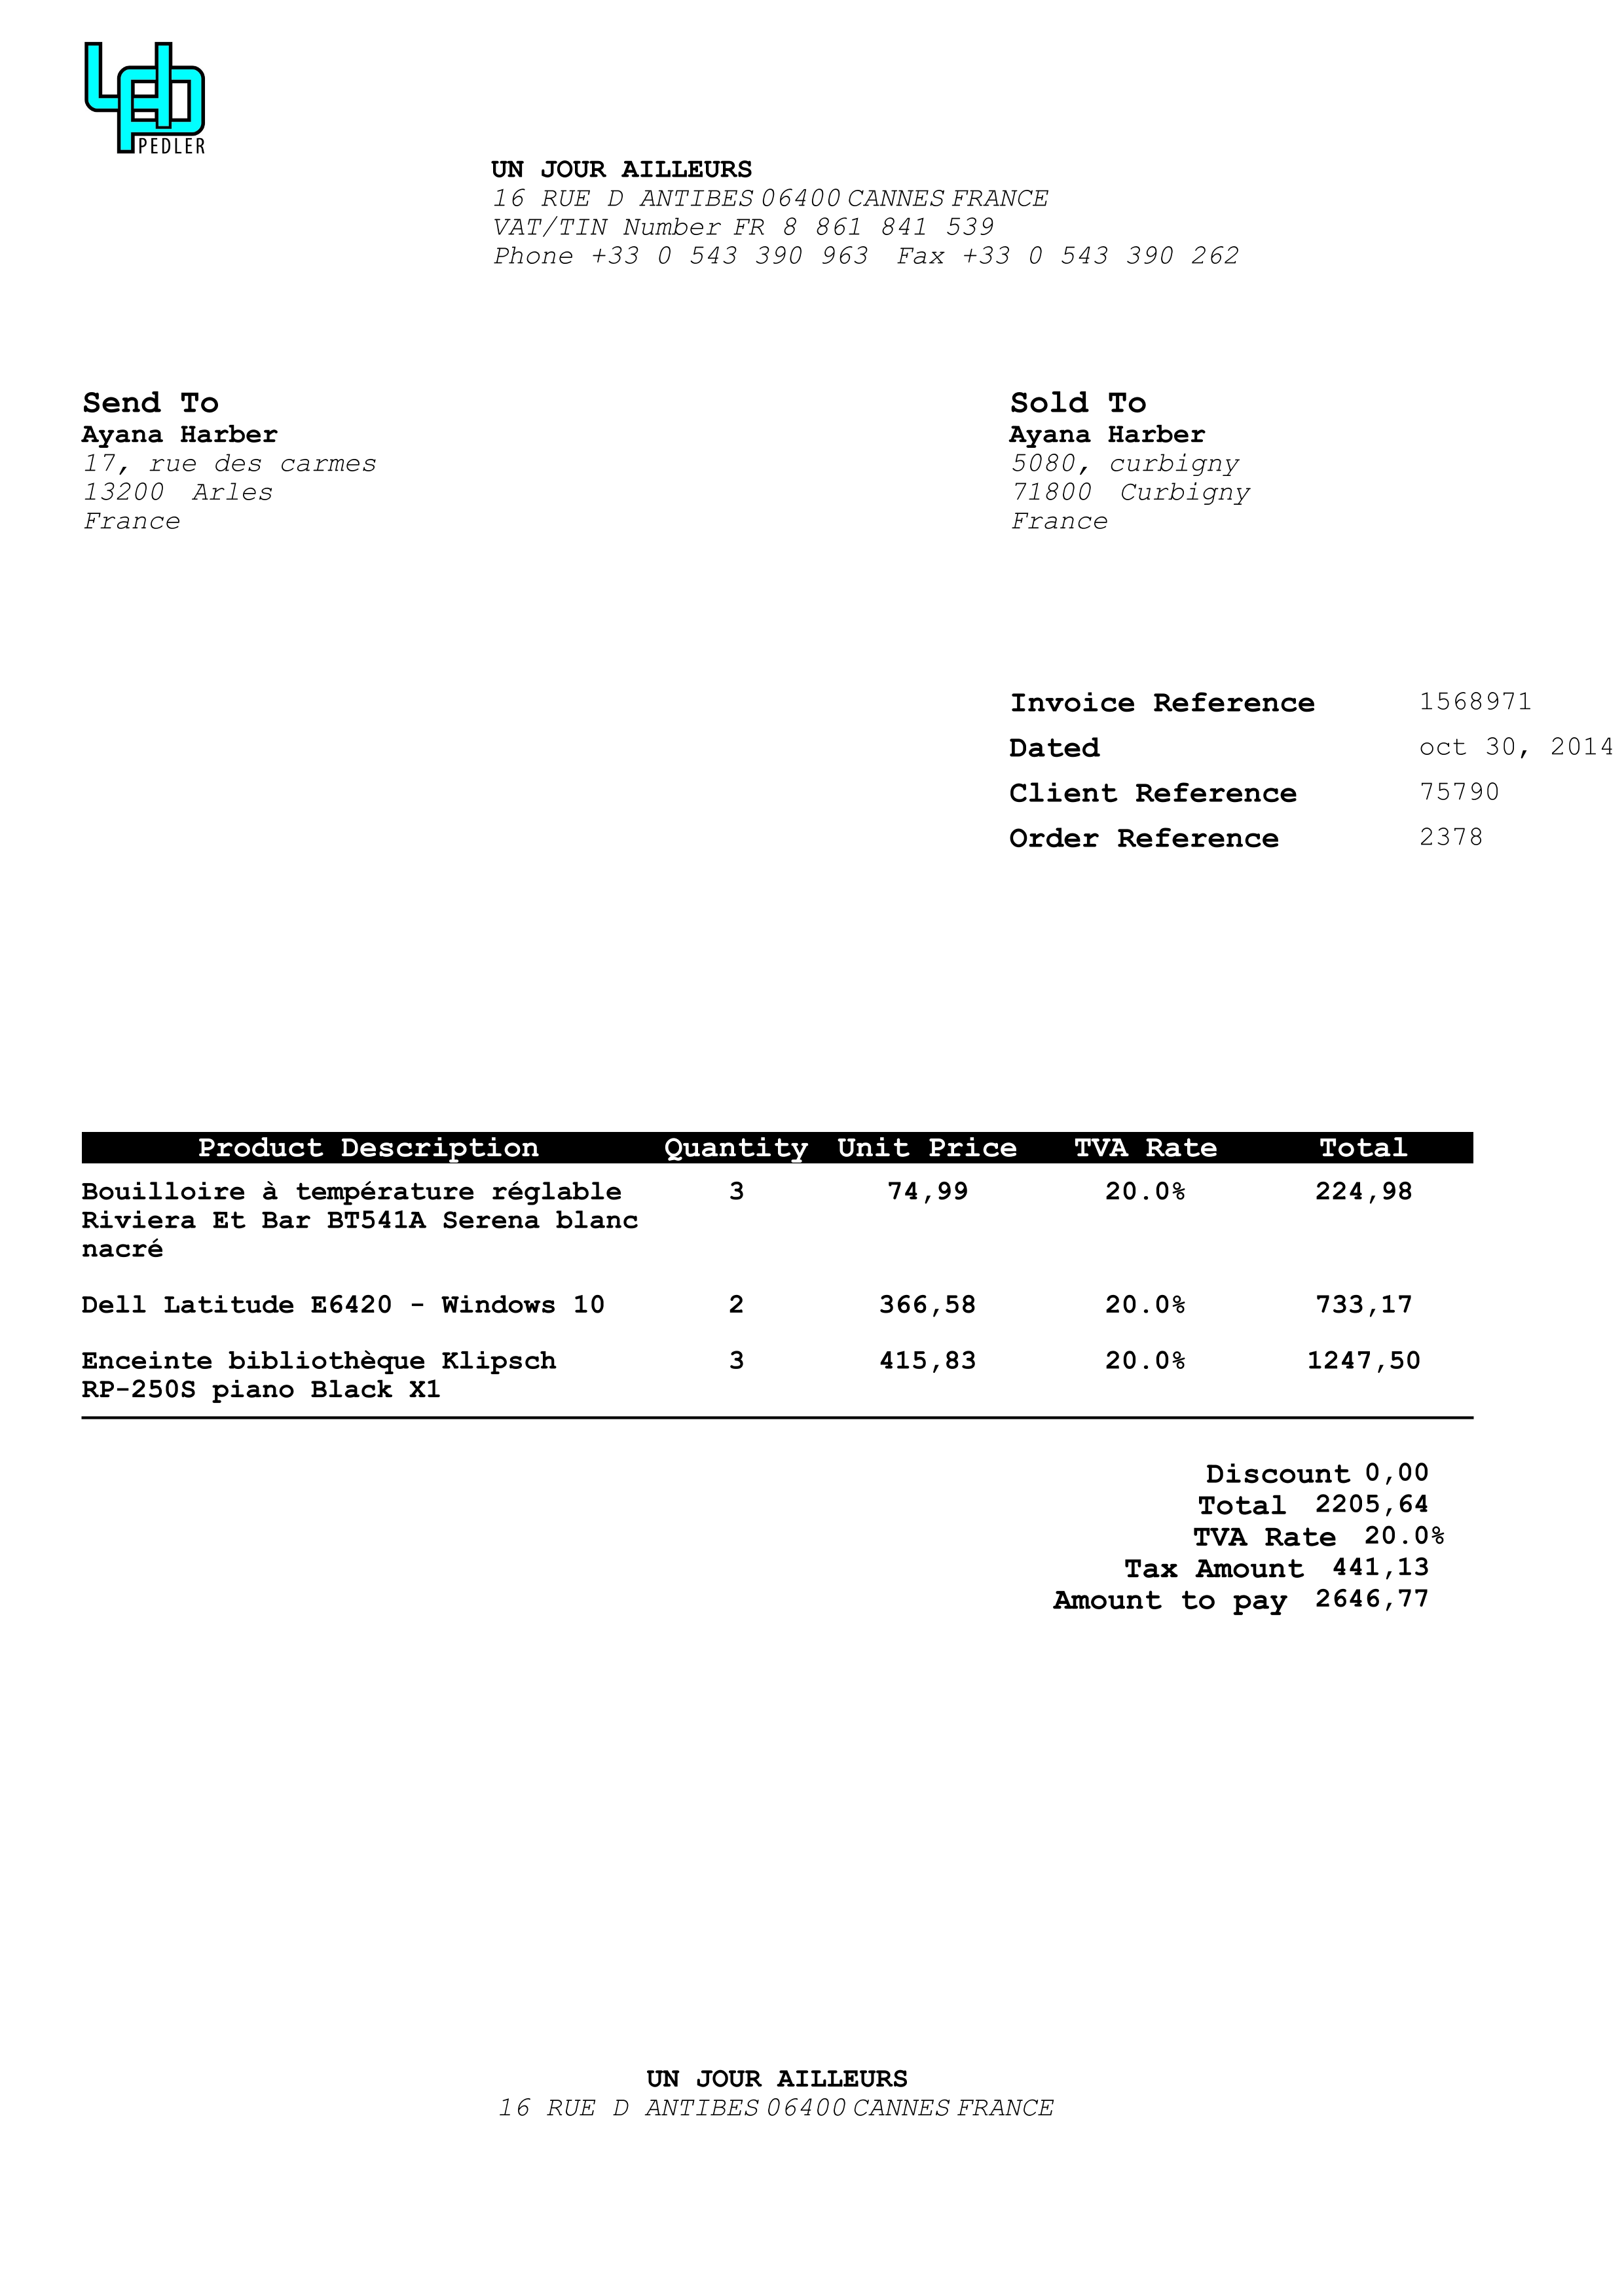 PEDLER
UN JOUR AILLEURS
16 RUE D ANTIBES 06400 CANNES FRANCE
VAT/TIN Number FR 8 861 841 539
Phone +33 0 543 390 963 Fax +33 0 543 390 262
Send To
Ayana Harber
17, rue des carmes
13200 Arles
France
Sold To
Ayana Harber
5080, curbigny
71800 Curbigny
France
Invoice Reference 1568971
Dated oct 30, 2014
Client Reference 75790
Order Reference 2378
Product Description Quantity Unit Price TVA Rate Total
Bouilloire à température réglable 3 74,99 20.0% 224,98
Riviera Et Bar BT541A Serena blanc
nacré
Dell Latitude E6420 - Windows 10 2 366,58 20.0% 733,17
Enceinte bibliothèque Klipsch 3 415,83 20.0% 1247,50
RP-250S piano Black X1
Discount 0,00
Total 2205,64
TVA Rate 20.0%
Tax Amount 441,13
Amount to pay 2646,77
UN JOUR AILLEURS
16 RUE D ANTIBES 06400 CANNES FRANCE